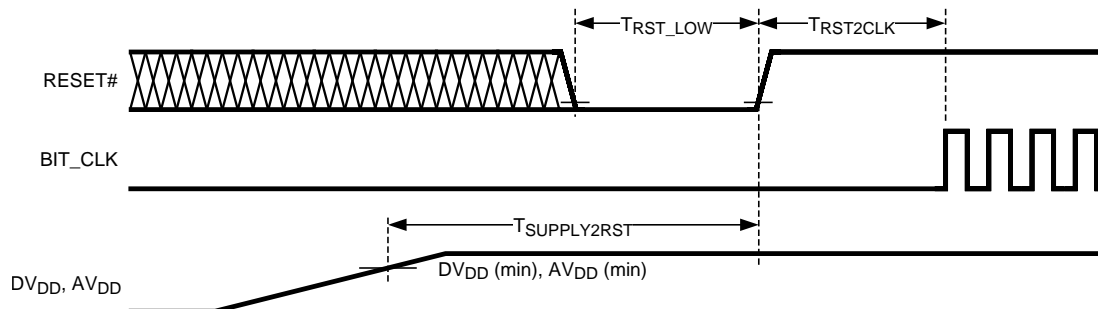 TRST_LOW
TRST2CLK
RESET#
BIT_CLK
TSUPPLY2RST
DVDD (min), AVDD (min)
DVDD, AVDD